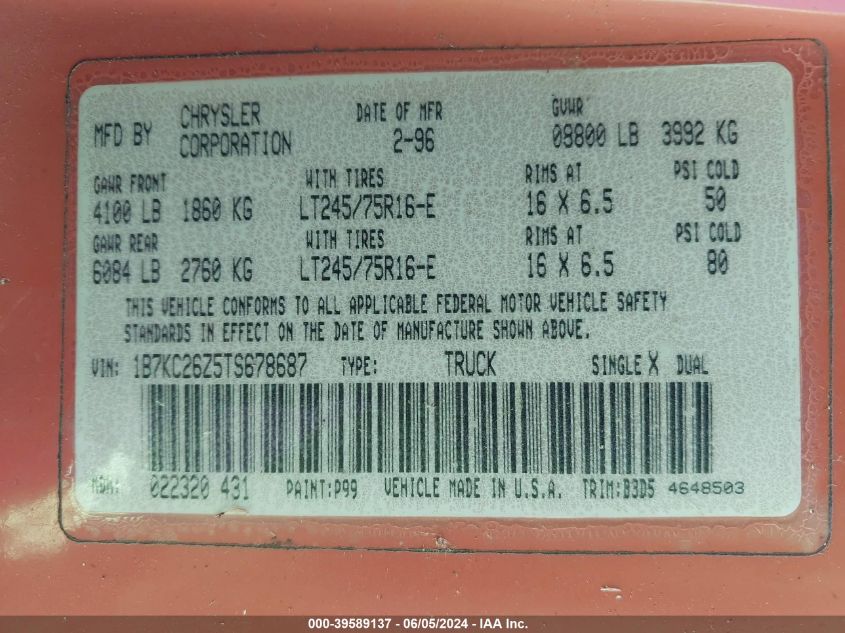 MFD BY CHRYSLER CORPORATION DATE OF MFR 2-96 GVWR 08800 LB 3992 KG
GAWR FRONT WITH TIRES RIMS AT PSI COLD
4100 LB 1860 KG LT245/75R16-E 16 X 6.5 50
GAWR REAR WITH TIRES RIMS AT PSI COLD
6084 LB 2760 KG LT245/75R16-E 16 X 6.5 80
THIS VEHICLE CONFORMS TO ALL APPLICABLE FEDERAL MOTOR VEHICLE SAFETY
STANDARDS IN EFFECT ON THE DATE OF MANUFACTURE SHOWN ABOVE.
VIN: 1B7KC26Z5TS678687 TYPE: TRUCK SINGLE X DUAL
MDH: 022320 431 PAINT:P99 VEHICLE MADE IN U.S.A. TRIM:B3D5 4648503
000-39589137 - 06/05/2024 - IAA Inc.